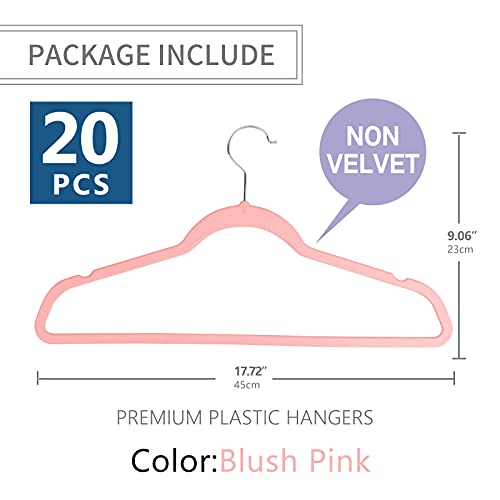 PACKAGE INCLUDE
20
PCS
NON
VELVET
9.06"
23cm
17.72"
45cm
PREMIUM PLASTIC HANGERS
Color:Blush Pink